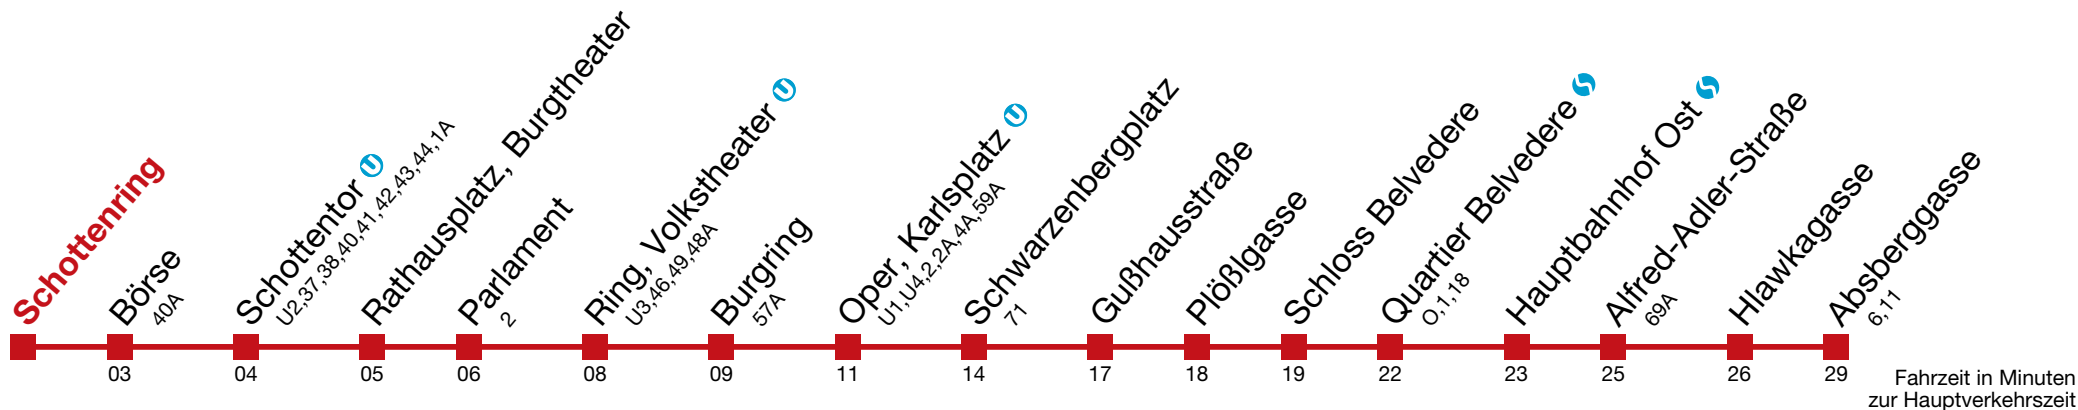 Schottenring
Börse
40A
03
Schottentor
U2,37,38,40,41,42,43,44,1A
04
Rathausplatz, Burgtheater
05
Parlament
2
06
Ring, Volkstheater
U3,46,49,48A
08
Burgring
57A
09
Oper, Karlsplatz
U1,U4,2,2A,4A,59A
11
Schwarzenbergplatz
71
14
Gußhausstraße
17
Plößlgasse
18
Schloss Belvedere
19
Quartier Belvedere
O,1,18
22
Hauptbahnhof Ost
23
Alfred-Adler-Straße
69A
25
Hlawkagasse
26
Absberggasse
6,11
29
Fahrzeit in Minuten
zur Hauptverkehrszeit